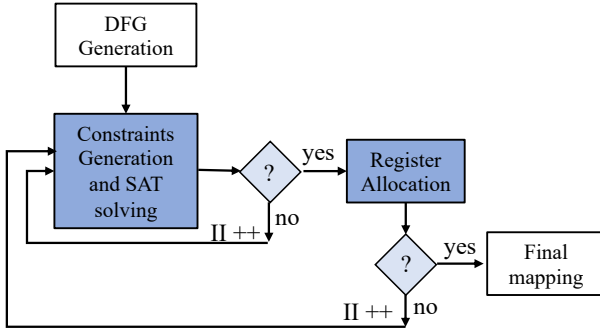 DFG
Generation
Constraints
Generation
and SAT
solving
?
yes
Register
Allocation
no
II ++
?
yes
Final
mapping
II ++
no